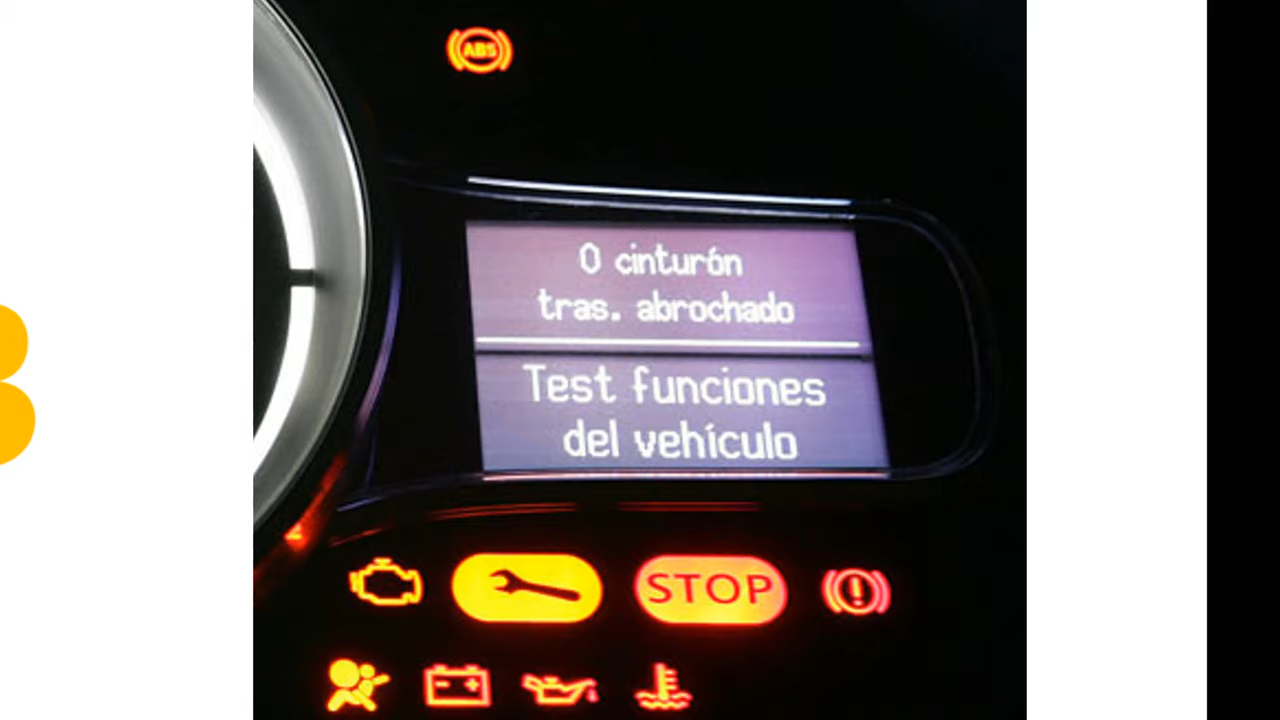 ABS
0 cinturón
tras. abrochado
Test funciones
del vehículo
STOP